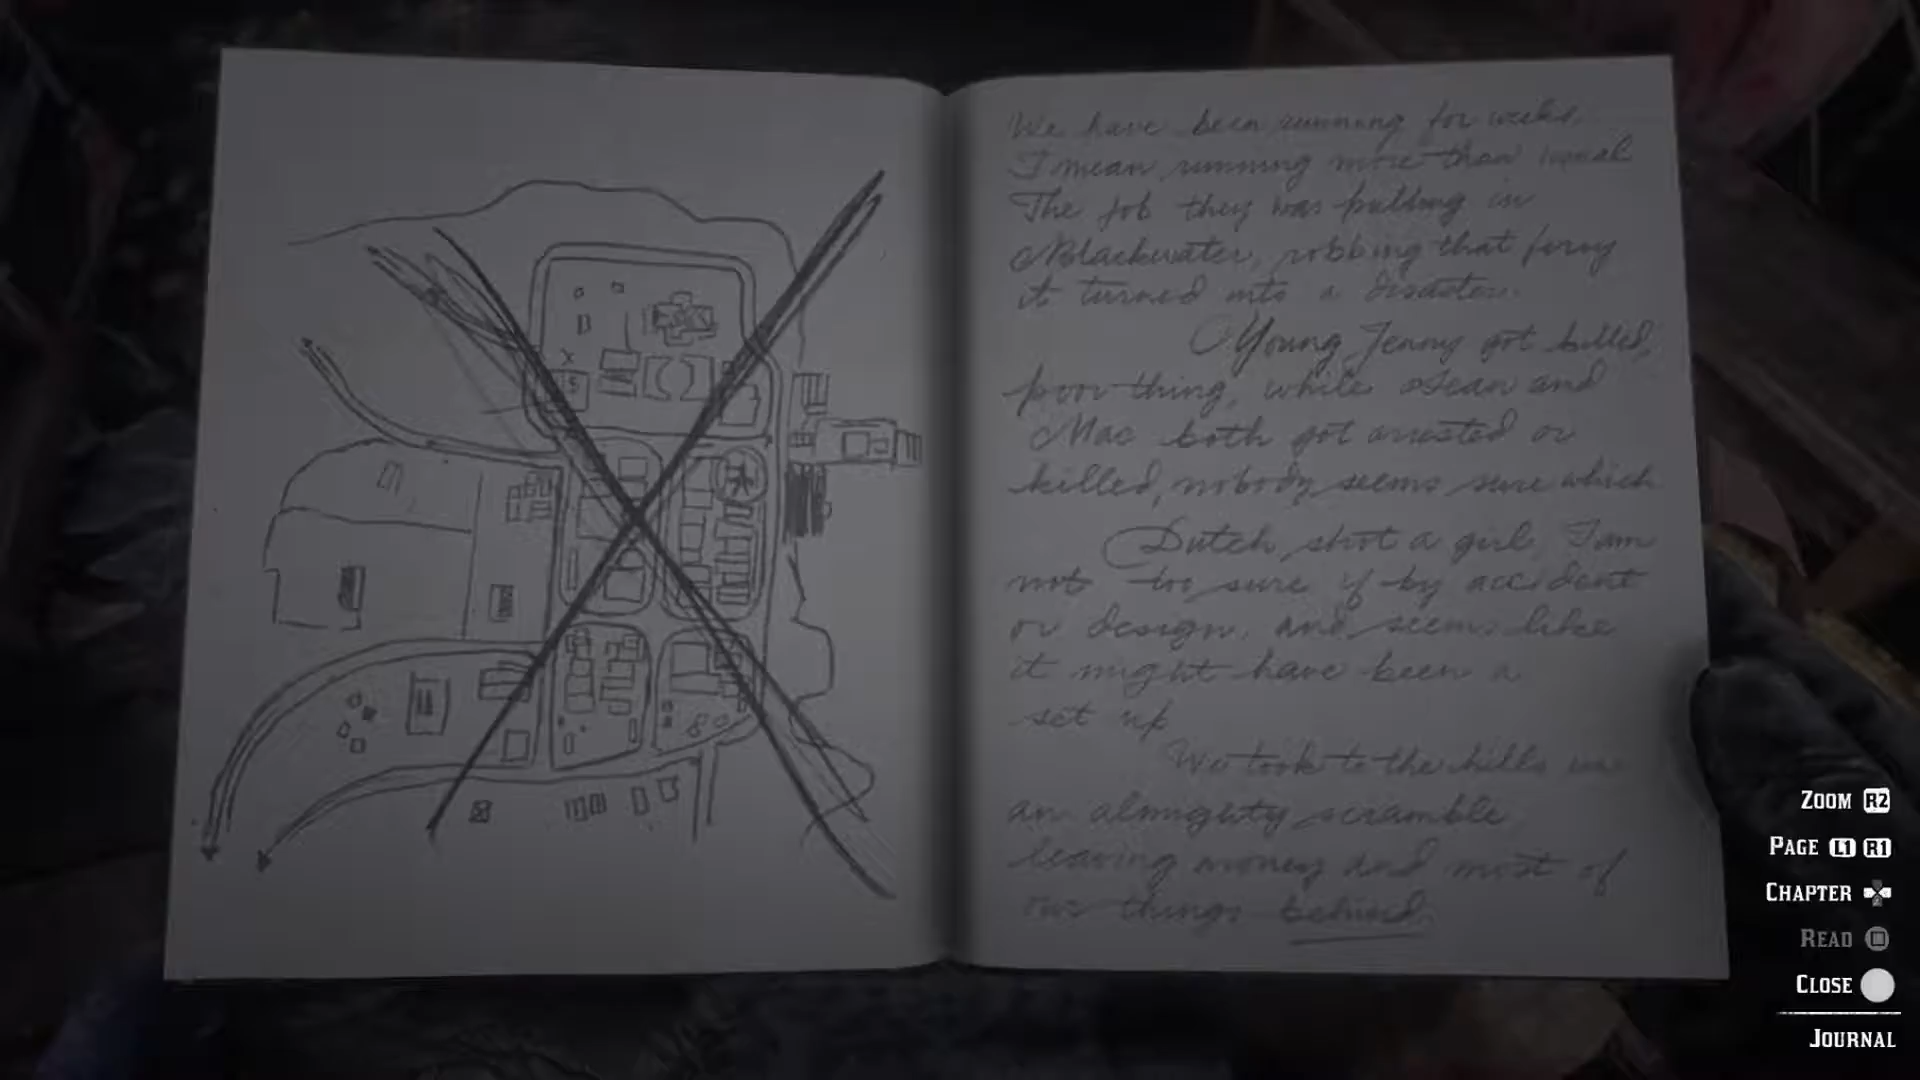 We have been running for weeks.
I mean, running more than usual
The job they was pulling in
Blackwater, robbing that ferry
it turned into a disaster.
Young Jenny got killed,
poor thing, while Sean and
Mac both got arrested or
killed, nobody seems sure which
Dutch, shot a girl, I am
not too sure if by accident
or design, and seems like
it might have been a
set up
We took to the hills in
an almighty scramble
leaving money and most of
our things behind.
ZOOM R2
PAGE L1 R1
CHAPTER
READ
CLOSE
JOURNAL